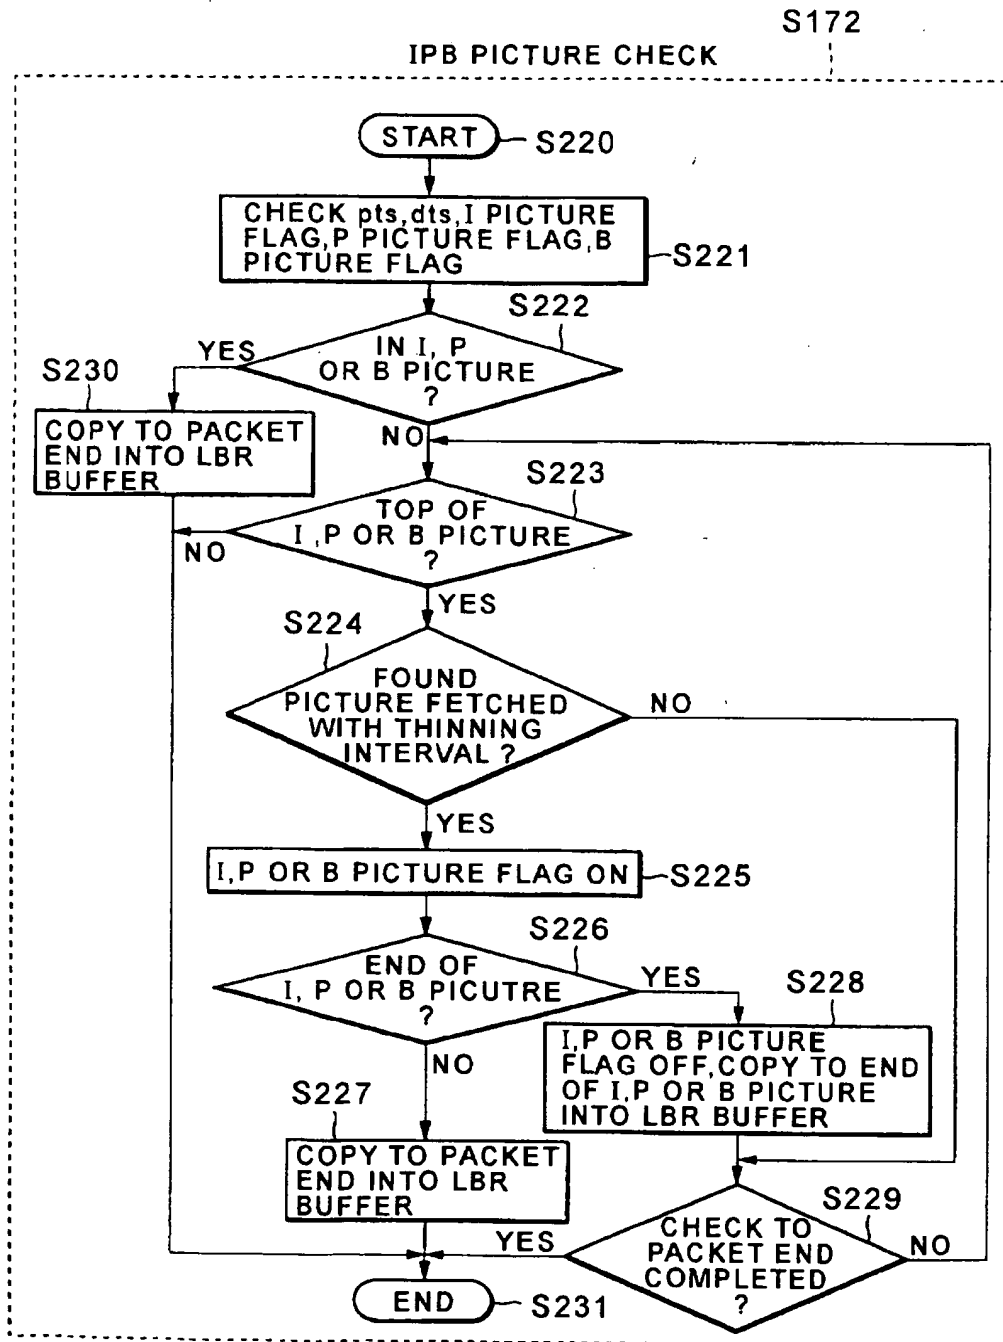 S172
IPB PICTURE CHECK
START
S220
CHECK pts,dts,I PICTURE
FLAG,P PICTURE FLAG,B
PICTURE FLAG
S221
S222
IN I, P
OR B PICTURE
?
YES
S230
COPY TO PACKET
END INTO LBR
BUFFER
NO
S223
TOP OF
I ,P OR B PICTURE
?
NO
YES
S224
FOUND
PICTURE FETCHED
WITH THINNING
INTERVAL ?
NO
YES
I,P OR B PICTURE FLAG ON
S225
S226
END OF
I, P OR B PICUTRE
?
YES
S228
I,P OR B PICTURE
FLAG OFF,COPY TO END
OF I,P OR B PICTURE
INTO LBR BUFFER
NO
S227
COPY TO PACKET
END INTO LBR
BUFFER
S229
CHECK TO
PACKET END
COMPLETED
?
YES
NO
END
S231